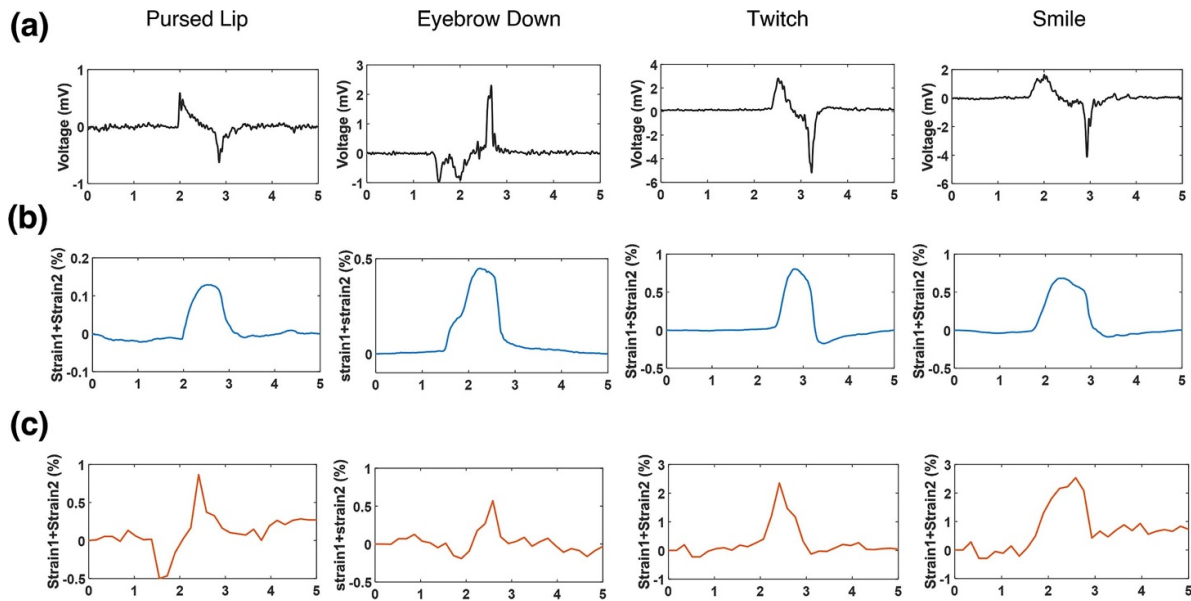 (a)
Pursed Lip
Eyebrow Down
Twitch
Smile
Voltage (mV)
1
0
-1
0 1 2 3 4 5
Voltage (mV)
3
2
1
0
-1
0 1 2 3 4 5
Voltage (mV)
4
2
0
-2
-4
-6
0 1 2 3 4 5
Voltage (mV)
4
2
0
-2
-4
-6
0 1 2 3 4 5
(b)
Strain1+Strain2 (%)
0.2
0.1
0
-0.1
0 1 2 3 4 5
strain1+strain2 (%)
0.5
0
0 1 2 3 4 5
Strain1+Strain2 (%)
1
0.5
0
-0.5
0 1 2 3 4 5
Strain1+Strain2 (%)
1
0.5
0
-0.5
0 1 2 3 4 5
(c)
Strain1+Strain2 (%)
1
0.5
0
-0.5
0 1 2 3 4 5
strain1+strain2 (%)
1
0.5
0
-0.5
0 1 2 3 4 5
Strain1+Strain2 (%)
3
2
1
0
-1
0 1 2 3 4 5
Strain1+Strain2 (%)
3
2
1
0
-1
0 1 2 3 4 5